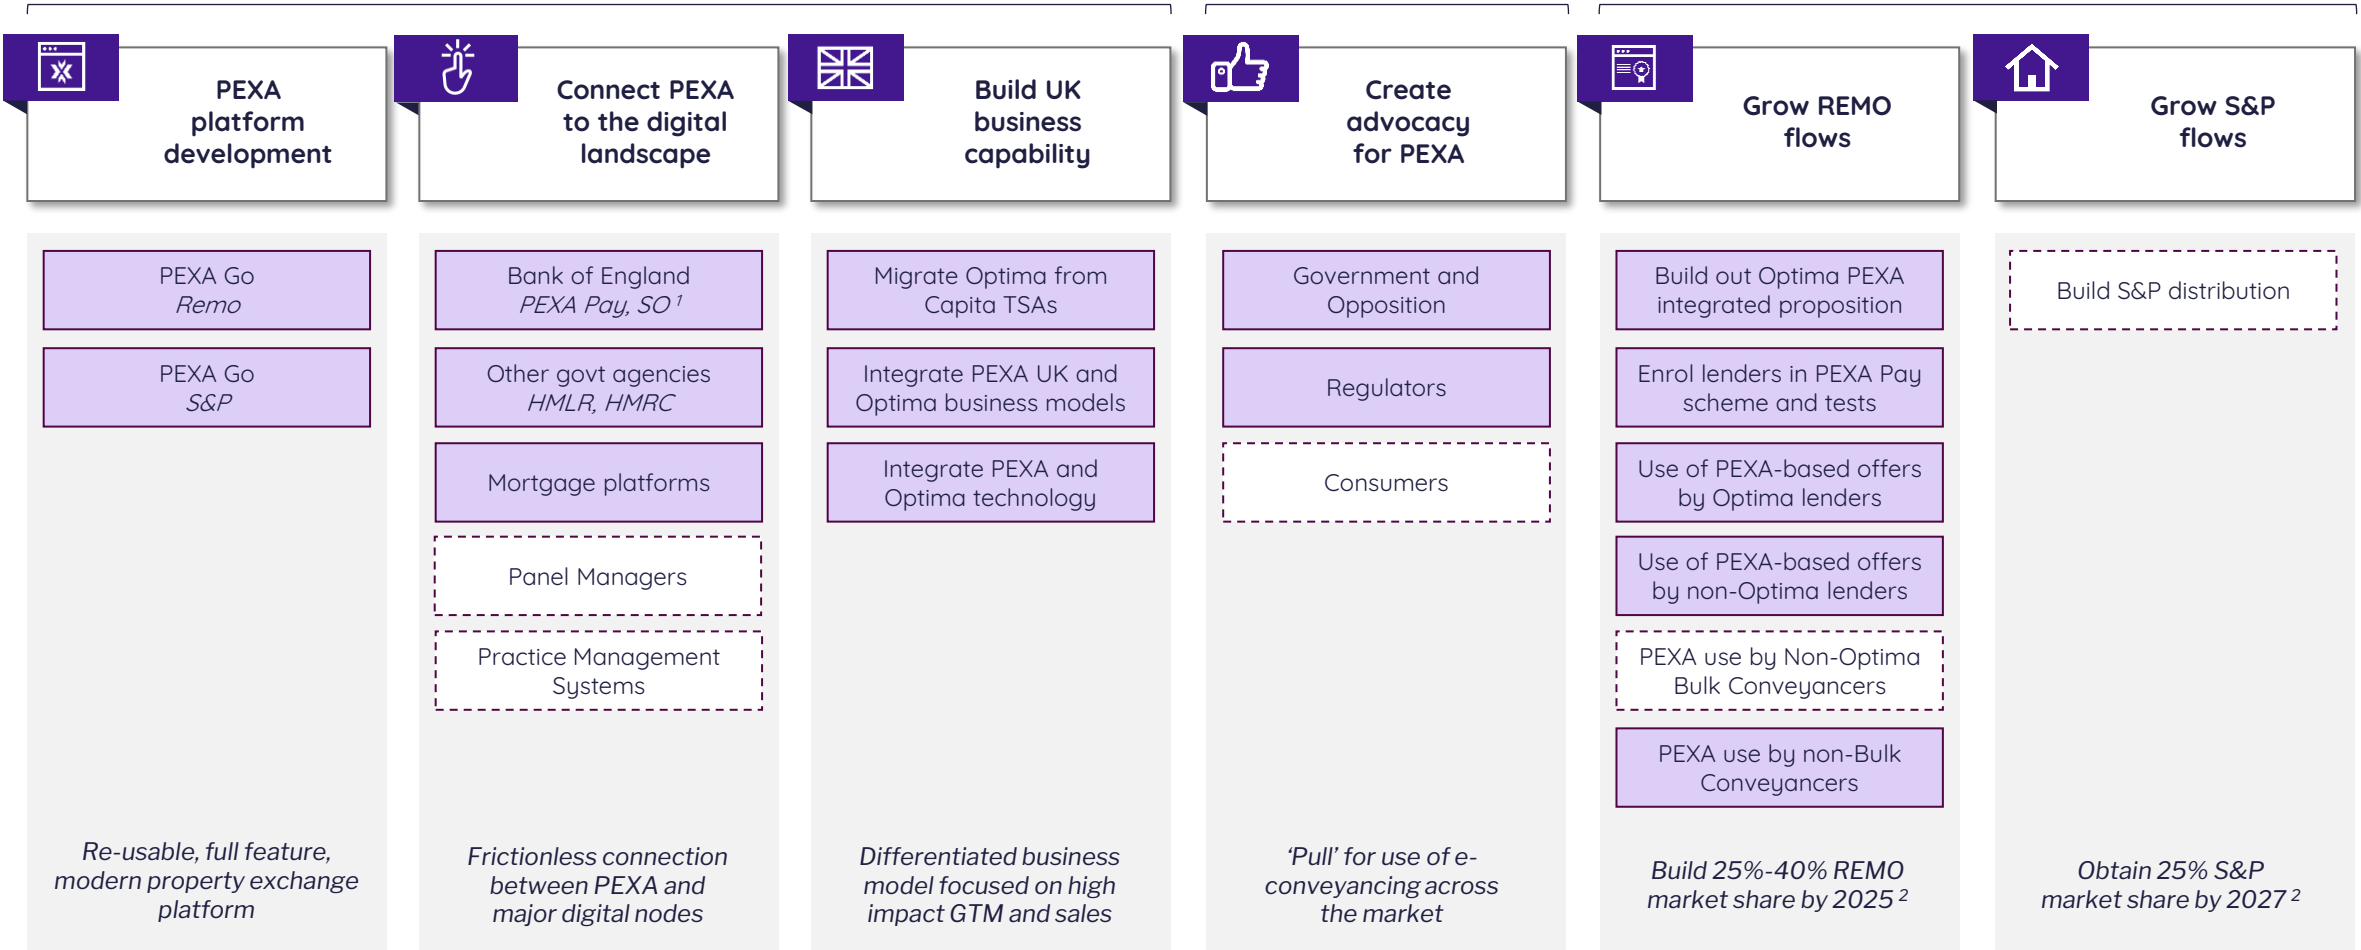 PEXA
platform
development
Connect PEXA
to the digital
landscape
Build UK
business
capability
Create
advocacy
for PEXA
Grow REMO
flows
Grow S&P
flows
PEXA Go
Remo
PEXA Go
S&P
Re-usable, full feature,
modern property exchange
platform
Bank of England
PEXA Pay, SO ¹
Other govt agencies
HMLR, HMRC
Mortgage platforms
Panel Managers
Practice Management
Systems
Frictionless connection
between PEXA and
major digital nodes
Migrate Optima from
Capita TSAs
Integrate PEXA UK and
Optima business models
Integrate PEXA and
Optima technology
Differentiated business
model focused on high
impact GTM and sales
Government and
Opposition
Regulators
Consumers
‘Pull’ for use of e-
conveyancing across
the market
Build out Optima PEXA
integrated proposition
Enrol lenders in PEXA Pay
scheme and tests
Use of PEXA-based offers
by Optima lenders
Use of PEXA-based offers
by non-Optima lenders
PEXA use by Non-Optima
Bulk Conveyancers
PEXA use by non-Bulk
Conveyancers
Build 25%-40% REMO
market share by 2025 ²
Build S&P distribution
Obtain 25% S&P
market share by 2027 ²